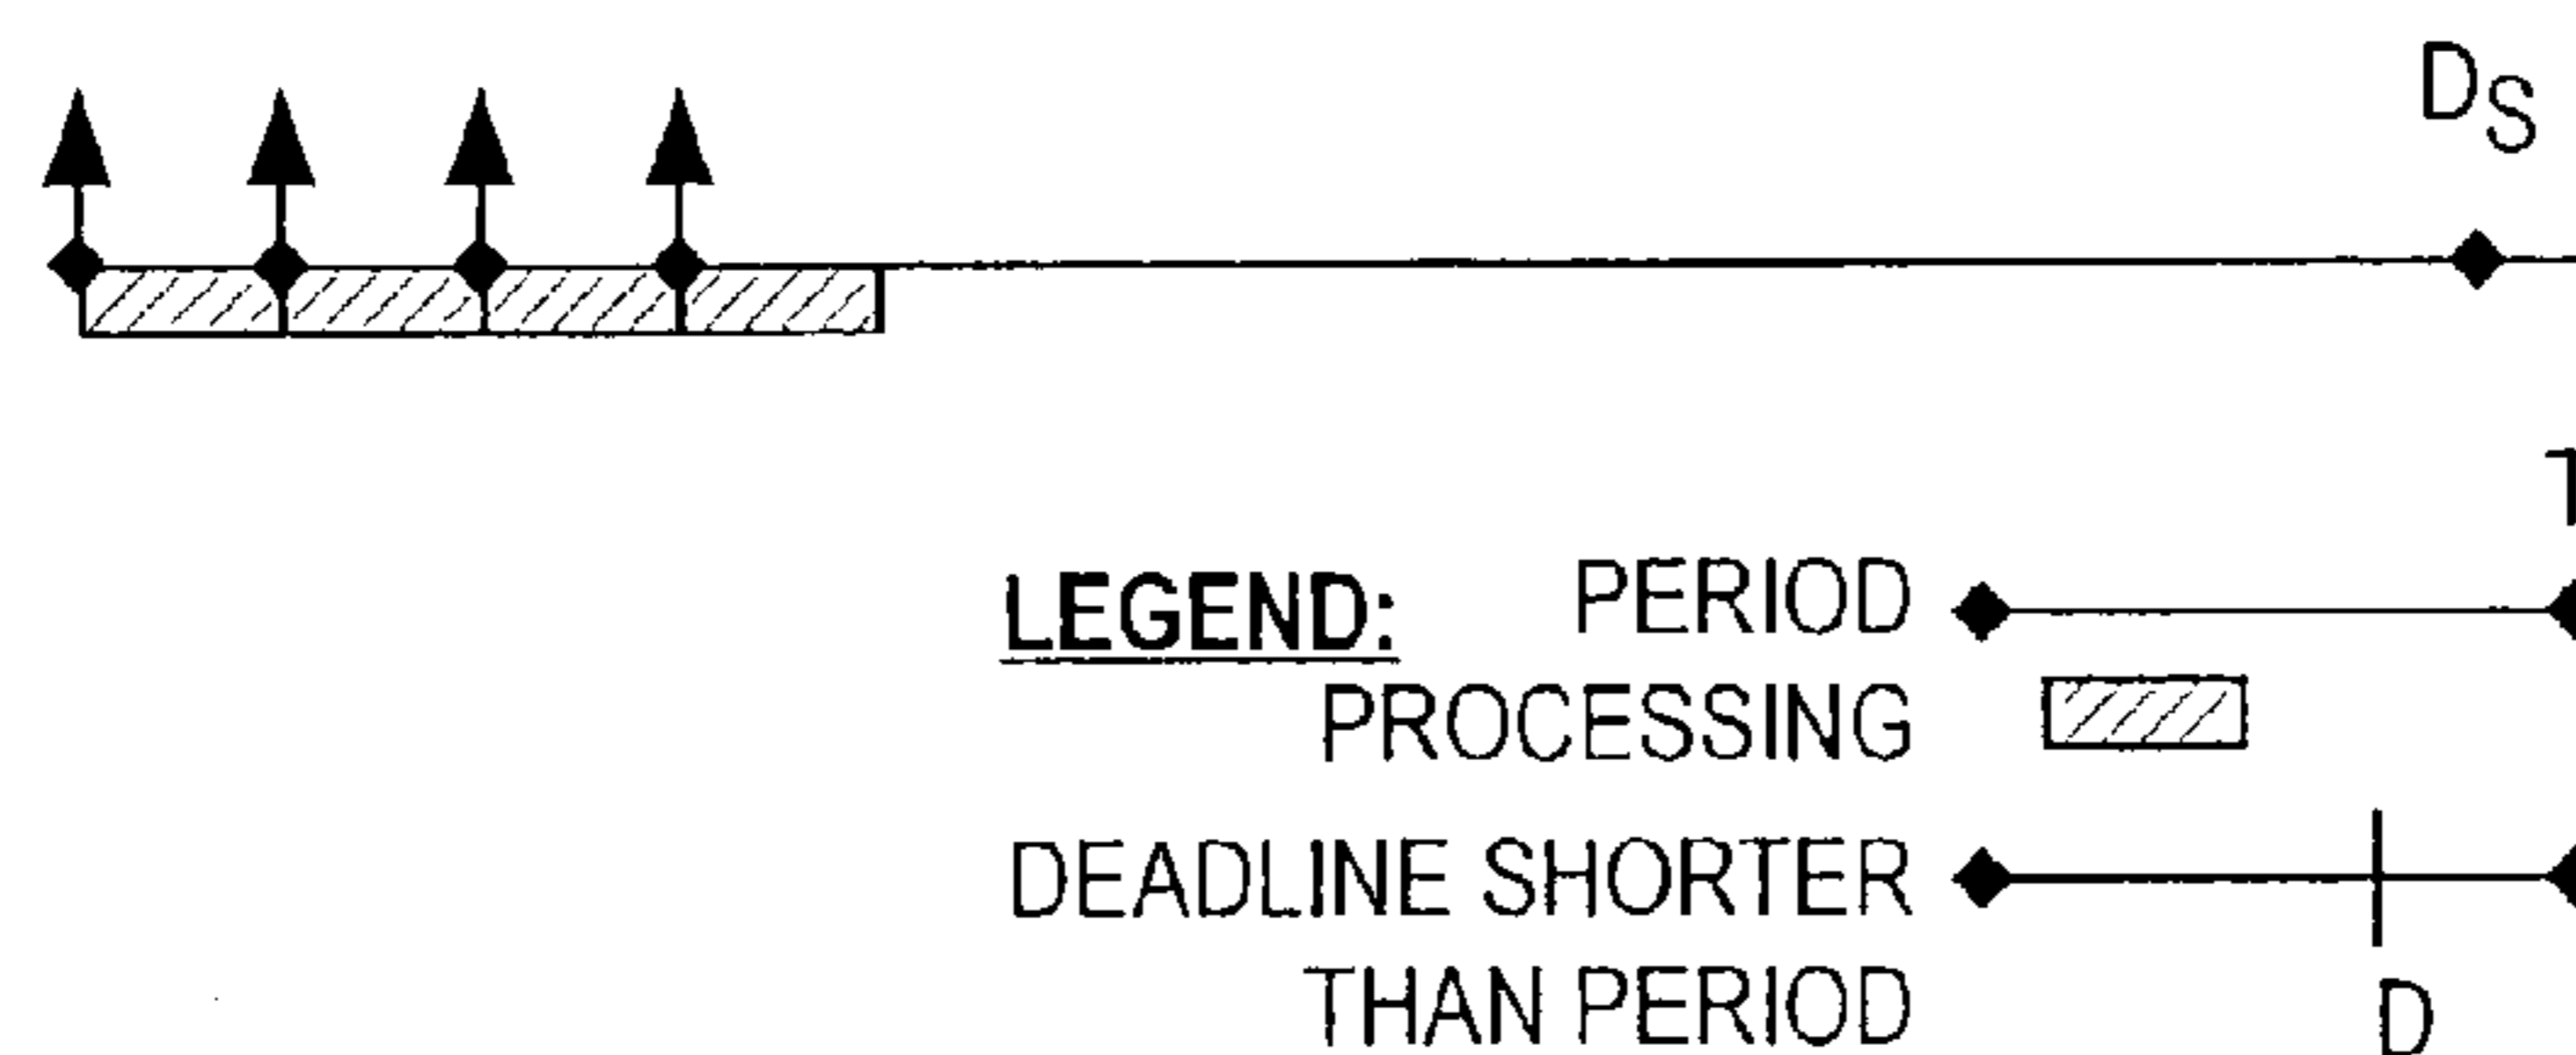 DS
T
LEGEND: PERIOD
PROCESSING
DEADLINE SHORTER
THAN PERIOD
D